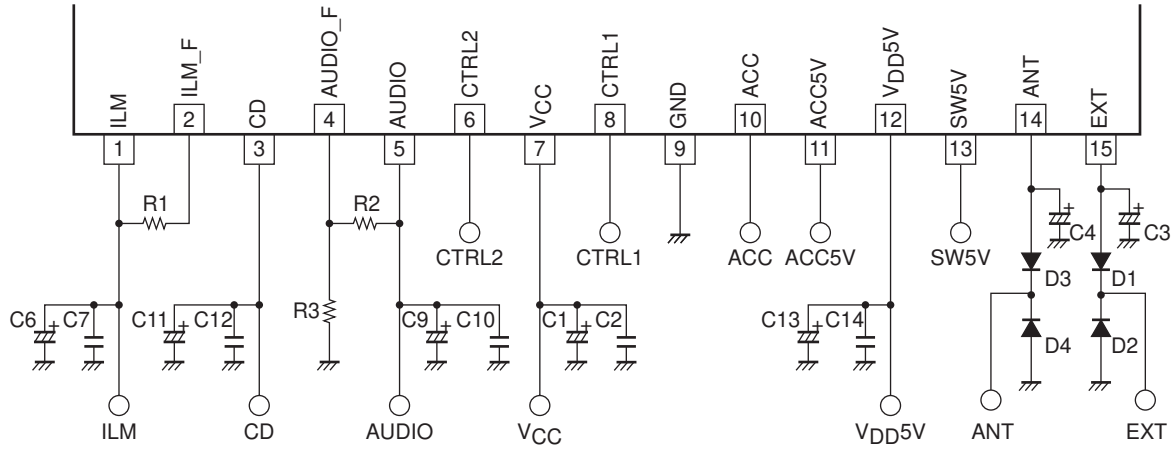 ILM
ILM_F
CD
AUDIO_F
AUDIO
CTRL2
VCC
CTRL1
GND
ACC
ACC5V
VDD5V
SW5V
ANT
EXT
1
2
3
4
5
6
7
8
9
10
11
12
13
14
15
R1
R2
CTRL2
CTRL1
ACC
ACC5V
SW5V
C4
C3
D3
D1
R3
C6
C7
C11
C12
C9
C10
C1
C2
C13
C14
D4
D2
+
+
+
+
+
+
+
ILM
CD
AUDIO
VCC
VDD5V
ANT
EXT